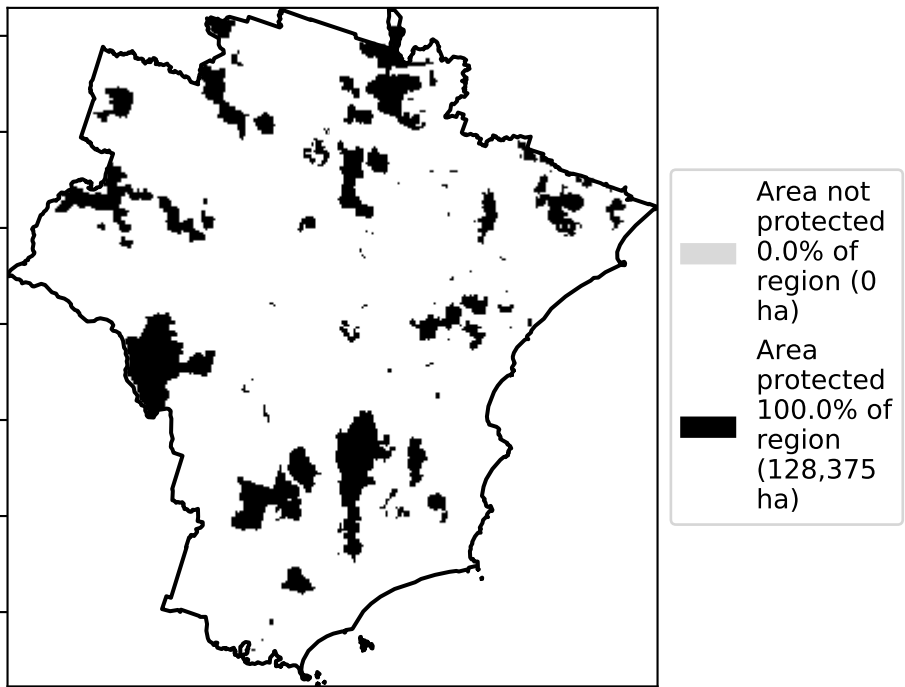 Area not
protected
0.0% of
region (0
ha)
Area
protected
100.0% of
region
(128,375
ha)